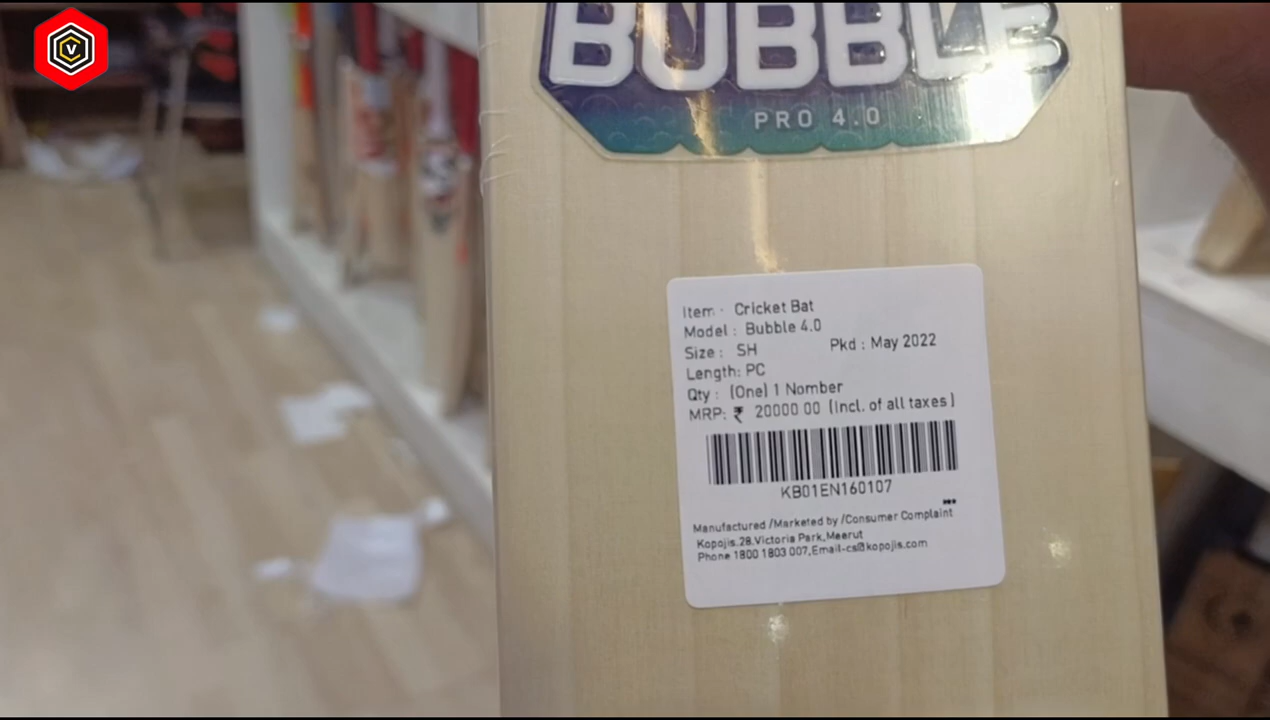 V
BUBBLE
PRO 4.0
Item : Cricket Bat
Model : Bubble 4.0
Size : SH Pkd : May 2022
Length: PC
Qty : (One) 1 Nomber
MRP: ₹ 20000 00 (Incl. of all taxes)
KB01EN160107
Manufactured /Marketed by /Consumer Complaint
Kopojis.28.Victoria Park,Meerut
Phone 1800 1803 007,Email-cs@kopojis.com